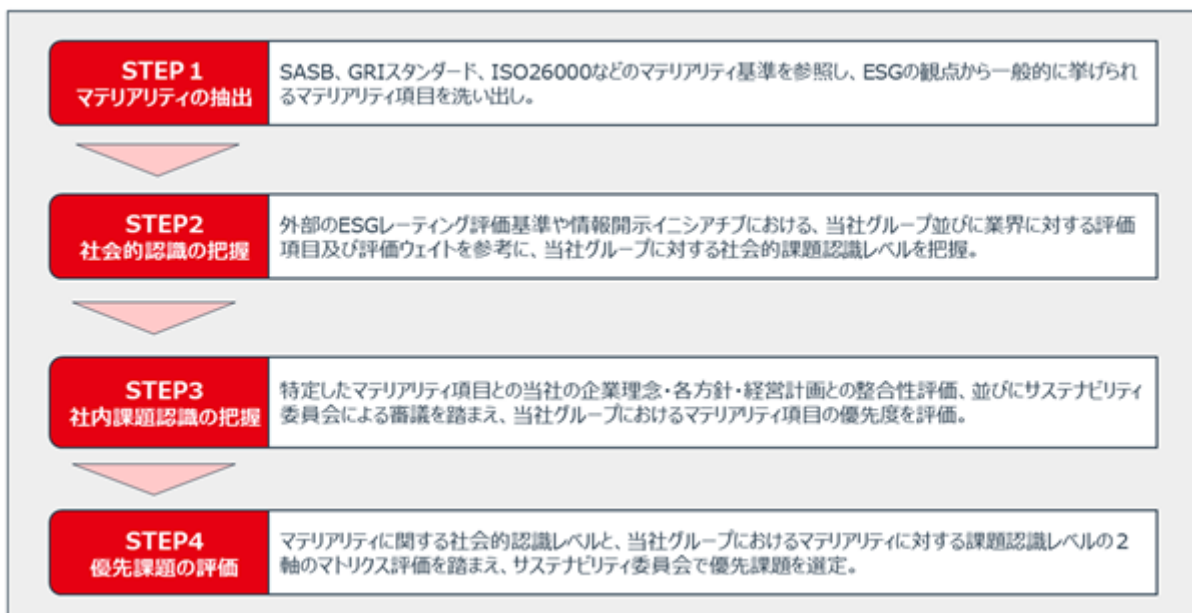 STEP 1
マテリアリティの抽出
SASB、GRIスタンダード、ISO26000などのマテリアリティ基準を参照し、ESGの観点から一般的に挙げられ
るマテリアリティ項目を洗い出し。
STEP2
社会的認識の把握
外部のESGレーティング評価基準や情報開示イニシアチブにおける、当社グループ並びに業界に対する評価
項目及び評価ウェイトを参考に、当社グループに対する社会的課題認識レベルを把握。
STEP3
社内課題認識の把握
特定したマテリアリティ項目との当社の企業理念・各方針・経営計画との整合性評価、並びにサステナビリティ
委員会による審議を踏まえ、当社グループにおけるマテリアリティ項目の優先度を評価。
STEP4
優先課題の評価
マテリアリティに関する社会的認識レベルと、当社グループにおけるマテリアリティに対する課題認識レベルの2
軸のマトリクス評価を踏まえ、サステナビリティ委員会で優先課題を選定。